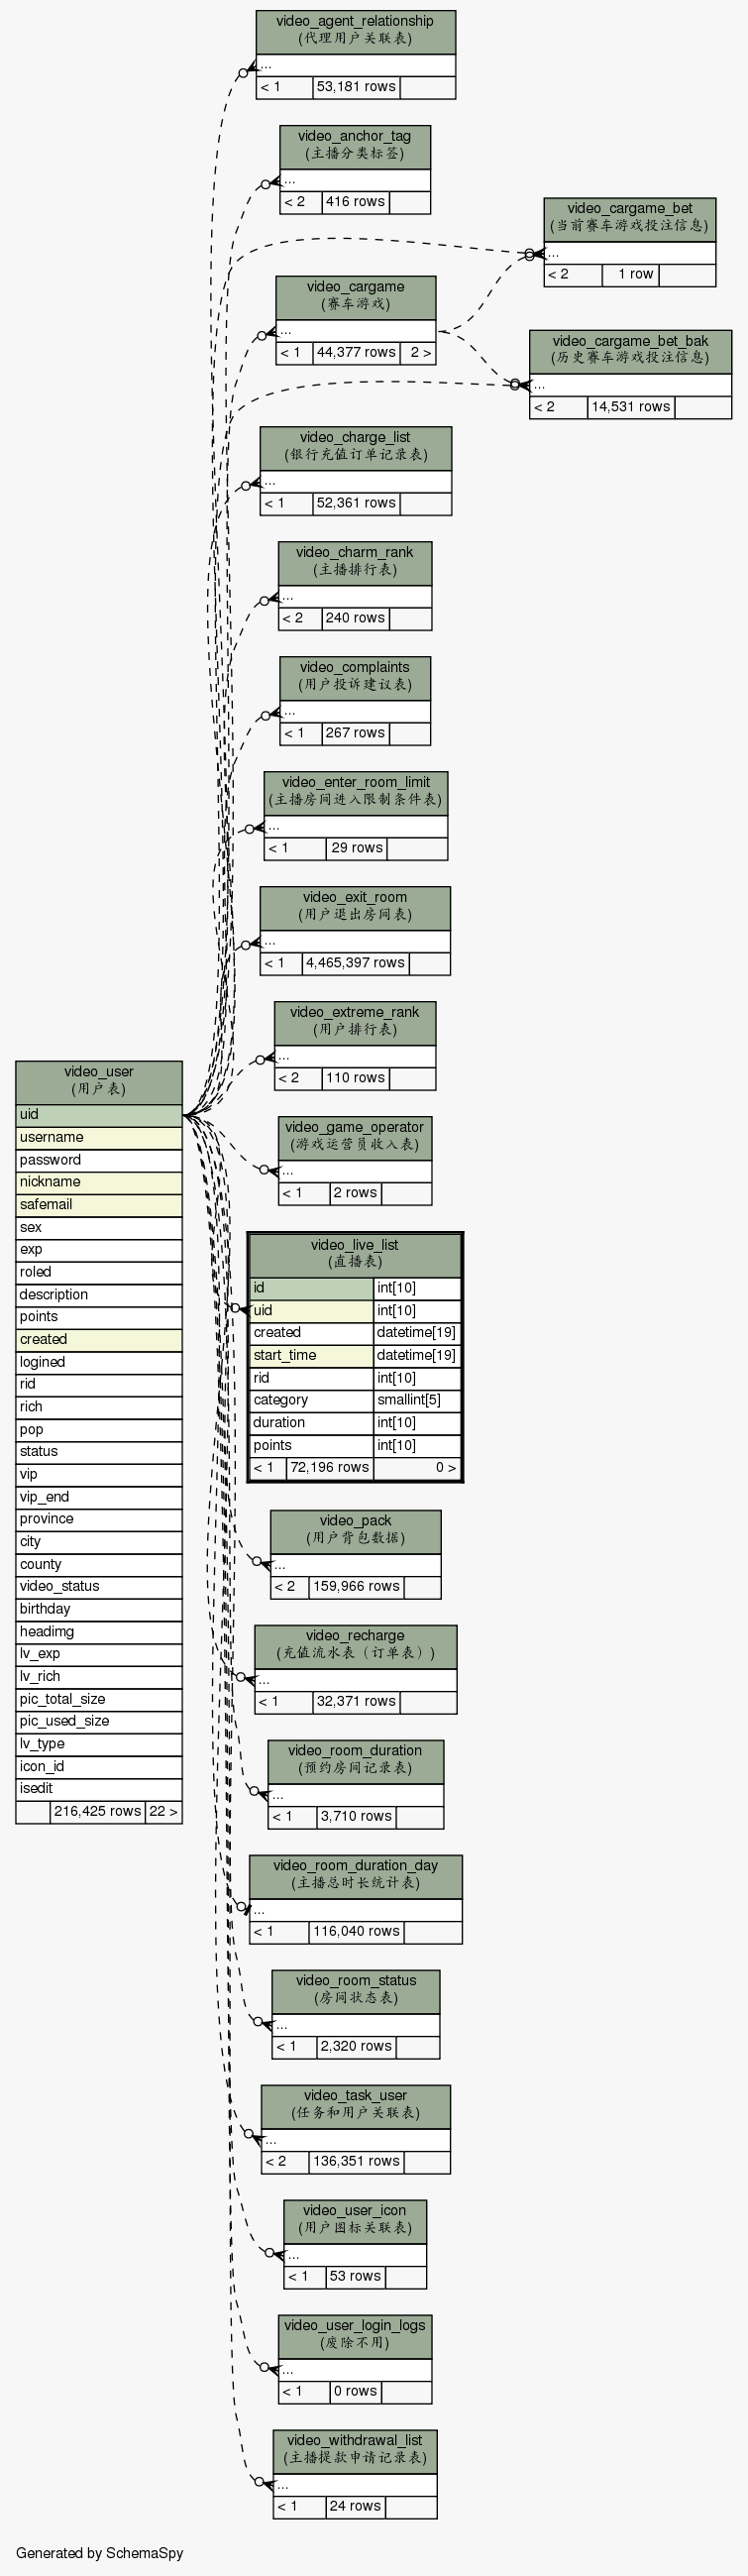 video_agent_relationship
(代理用户关联表)
...
< 1 53,181 rows
video_anchor_tag
(主播分类标签)
...
< 2 416 rows
video_cargame_bet
(当前赛车游戏投注信息)
...
< 2 1 row
video_cargame
(赛车游戏)
...
< 1 44,377 rows 2 >
video_cargame_bet_bak
(历史赛车游戏投注信息)
...
< 2 14,531 rows
video_charge_list
(银行充值订单记录表)
...
< 1 52,361 rows
video_charm_rank
(主播排行表)
...
< 2 240 rows
video_complaints
(用户投诉建议表)
...
< 1 267 rows
video_enter_room_limit
(主播房间进入限制条件表)
...
< 1 29 rows
video_exit_room
(用户退出房间表)
...
< 1 4,465,397 rows
video_extreme_rank
(用户排行表)
...
< 2 110 rows
video_user
(用户表)
uid
username
password
nickname
safemail
sex
exp
roled
description
points
created
logined
rid
rich
pop
status
vip
vip_end
province
city
county
video_status
birthday
headimg
lv_exp
lv_rich
pic_total_size
pic_used_size
lv_type
icon_id
isedit
216,425 rows 22 >
video_game_operator
(游戏运营员收入表)
...
< 1 2 rows
video_live_list
(直播表)
id int[10]
uid int[10]
created datetime[19]
start_time datetime[19]
rid int[10]
category smallint[5]
duration int[10]
points int[10]
< 1 72,196 rows 0 >
video_pack
(用户背包数据)
...
< 2 159,966 rows
video_recharge
(充值流水表（订单表）)
...
< 1 32,371 rows
video_room_duration
(预约房间记录表)
...
< 1 3,710 rows
video_room_duration_day
(主播总时长统计表)
...
< 1 116,040 rows
video_room_status
(房间状态表)
...
< 1 2,320 rows
video_task_user
(任务和用户关联表)
...
< 2 136,351 rows
video_user_icon
(用户图标关联表)
...
< 1 53 rows
video_user_login_logs
(废除不用)
...
< 1 0 rows
video_withdrawal_list
(主播提款申请记录表)
...
< 1 24 rows
Generated by SchemaSpy